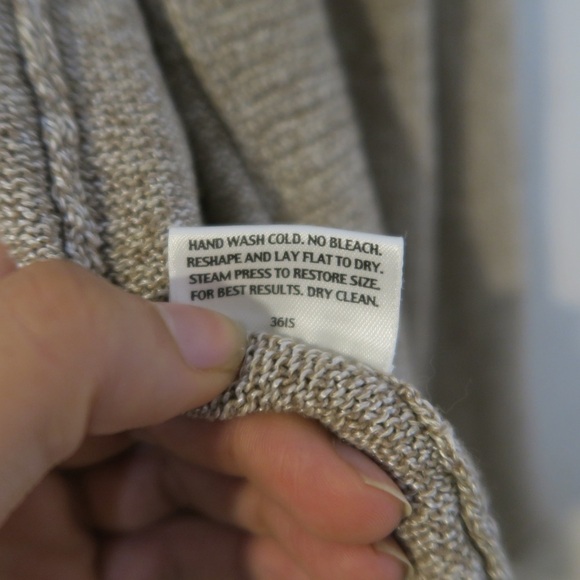 HAND WASH COLD. NO BLEACH.
RESHAPE AND LAY FLAT TO DRY.
STEAM PRESS TO RESTORE SIZE.
FOR BEST RESULTS. DRY CLEAN.
36IS